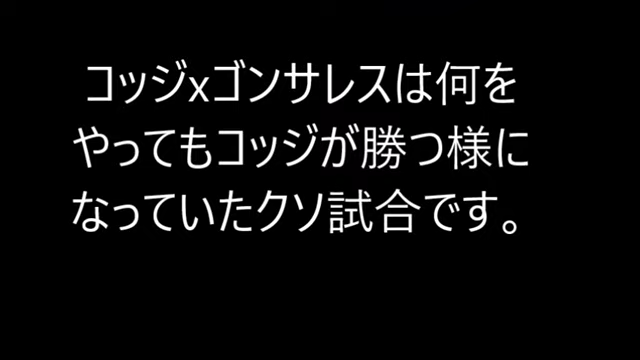 コッジxゴンサレスは何を
やってもコッジが勝つ様に
なっていたクソ試合です。